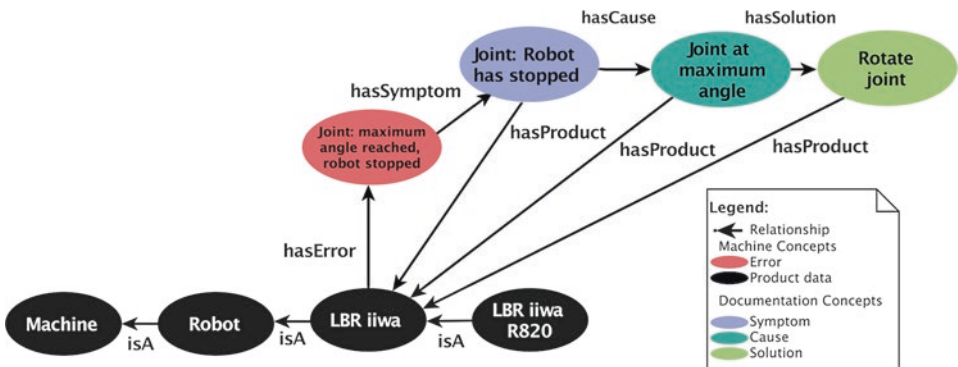 hasCause
hasSolution
Joint: Robot
has stopped
Joint at
maximum
angle
Rotate
joint
hasSymptom
Joint: maximum
angle reached,
robot stopped
hasProduct
hasProduct
hasProduct
hasError
Machine
isA
Robot
isA
LBR iiwa
isA
LBR iiwa
R820
Legend:
Relationship
Machine Concepts
Error
Product data
Documentation Concepts
Symptom
Cause
Solution